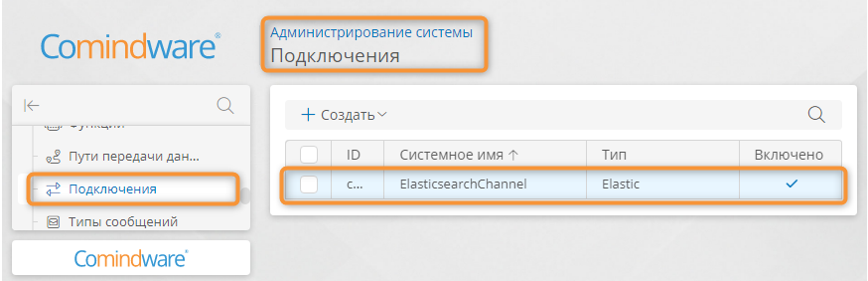 Comindware®
Администрирование системы
Подключения
Функции
Пути передачи дан...
Подключения
Типы сообщений
Comindware®
+ Создать
ID Системное имя ↑ Тип Включено
c... ElasticsearchChannel Elastic ✓